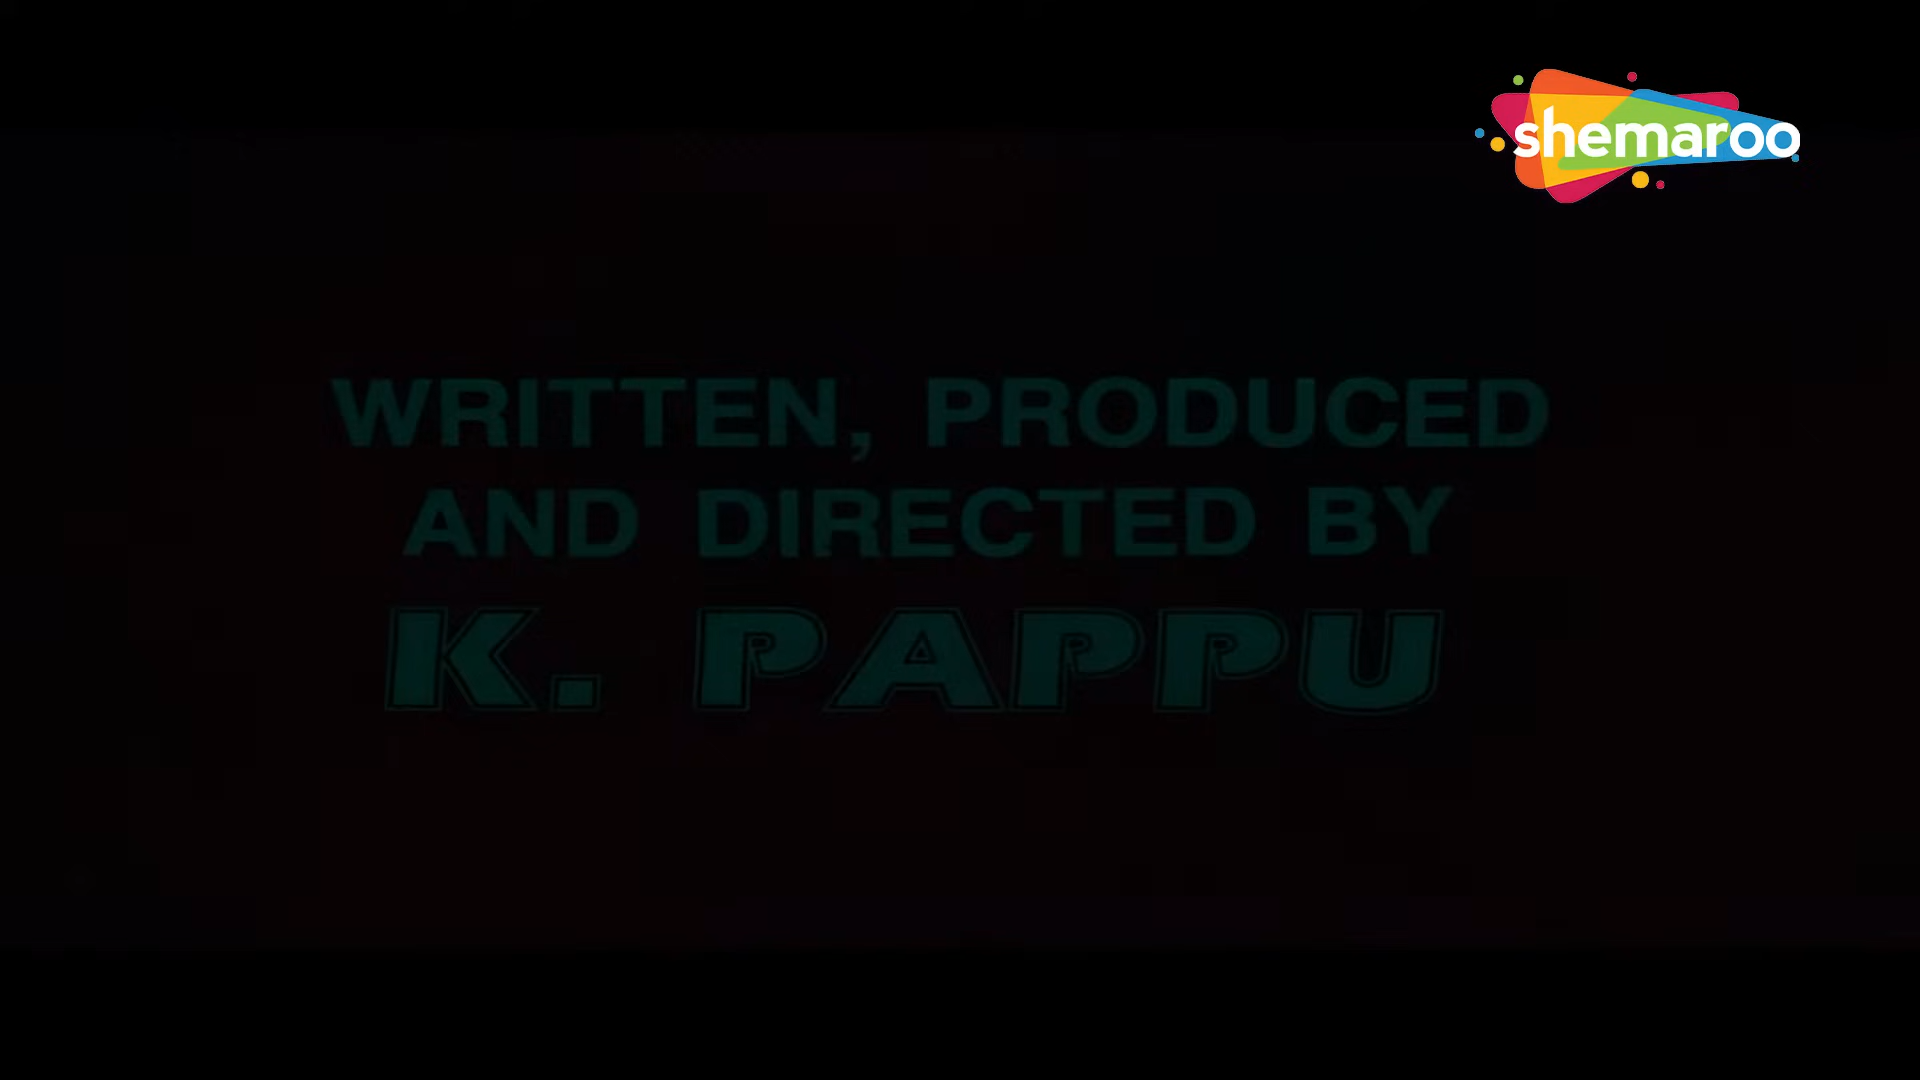 shemaroo
WRITTEN, PRODUCED
AND DIRECTED BY
K. PAPPU